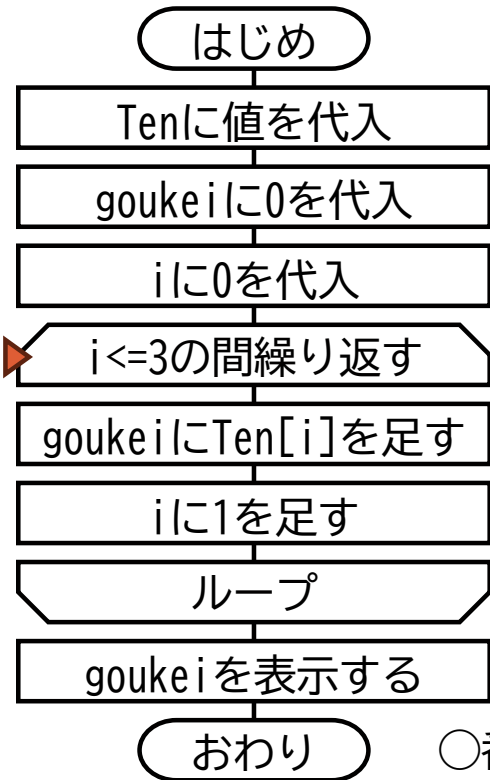 はじめ
Tenに値を代入
goukeiに0を代入
iに0を代入
i<=3の間繰り返す
goukeiにTen[i]を足す
iに1を足す
ループ
goukeiを表示する
おわり